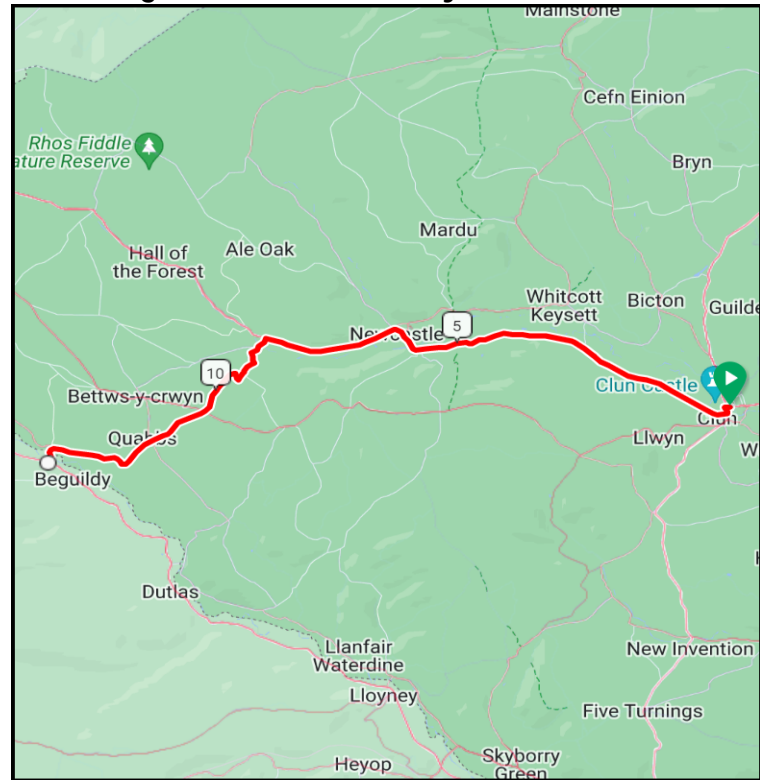 Mainstone
Cefn Einion
Rhos Fiddle
ature Reserve
Bryn
Mardu
Hall of
the Forest
Ale Oak
Whitcott
Keysett
Bicton
Guilde
Newcastle
5
10
Clun Castle
Bettws-y-crwyn
Clun
Quabbs
Llwyn
W
Beguildy
Dutlas
Llanfair
Waterdine
New Invention
Lloyney
Five Turnings
Heyop
Skyborry
Green